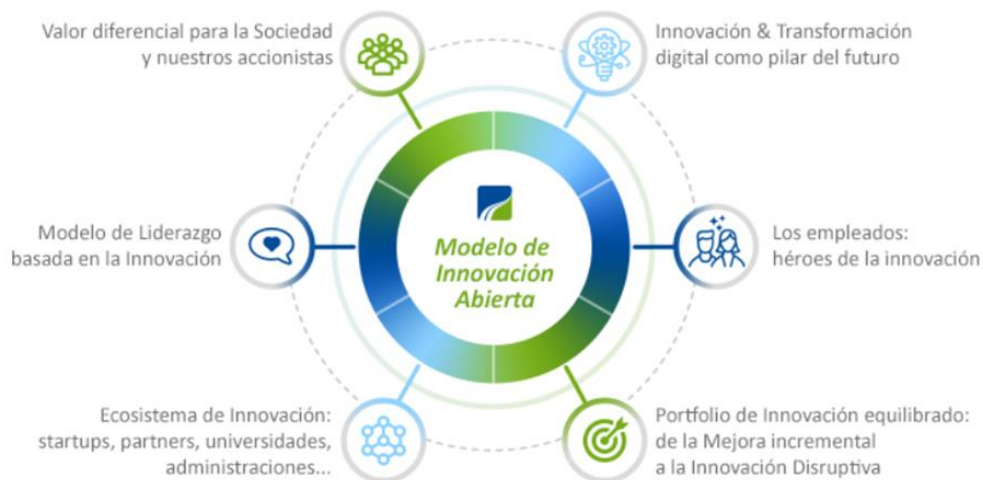 Valor diferencial para la Sociedad
y nuestros accionistas
Innovación & Transformación
digital como pilar del futuro
Modelo de Liderazgo
basada en la Innovación
Modelo de
Innovación
Abierta
Los empleados:
héroes de la innovación
Ecosistema de Innovación:
startups, partners, universidades,
administraciones...
Portfolio de Innovación equilibrado:
de la Mejora incremental
a la Innovación Disruptiva